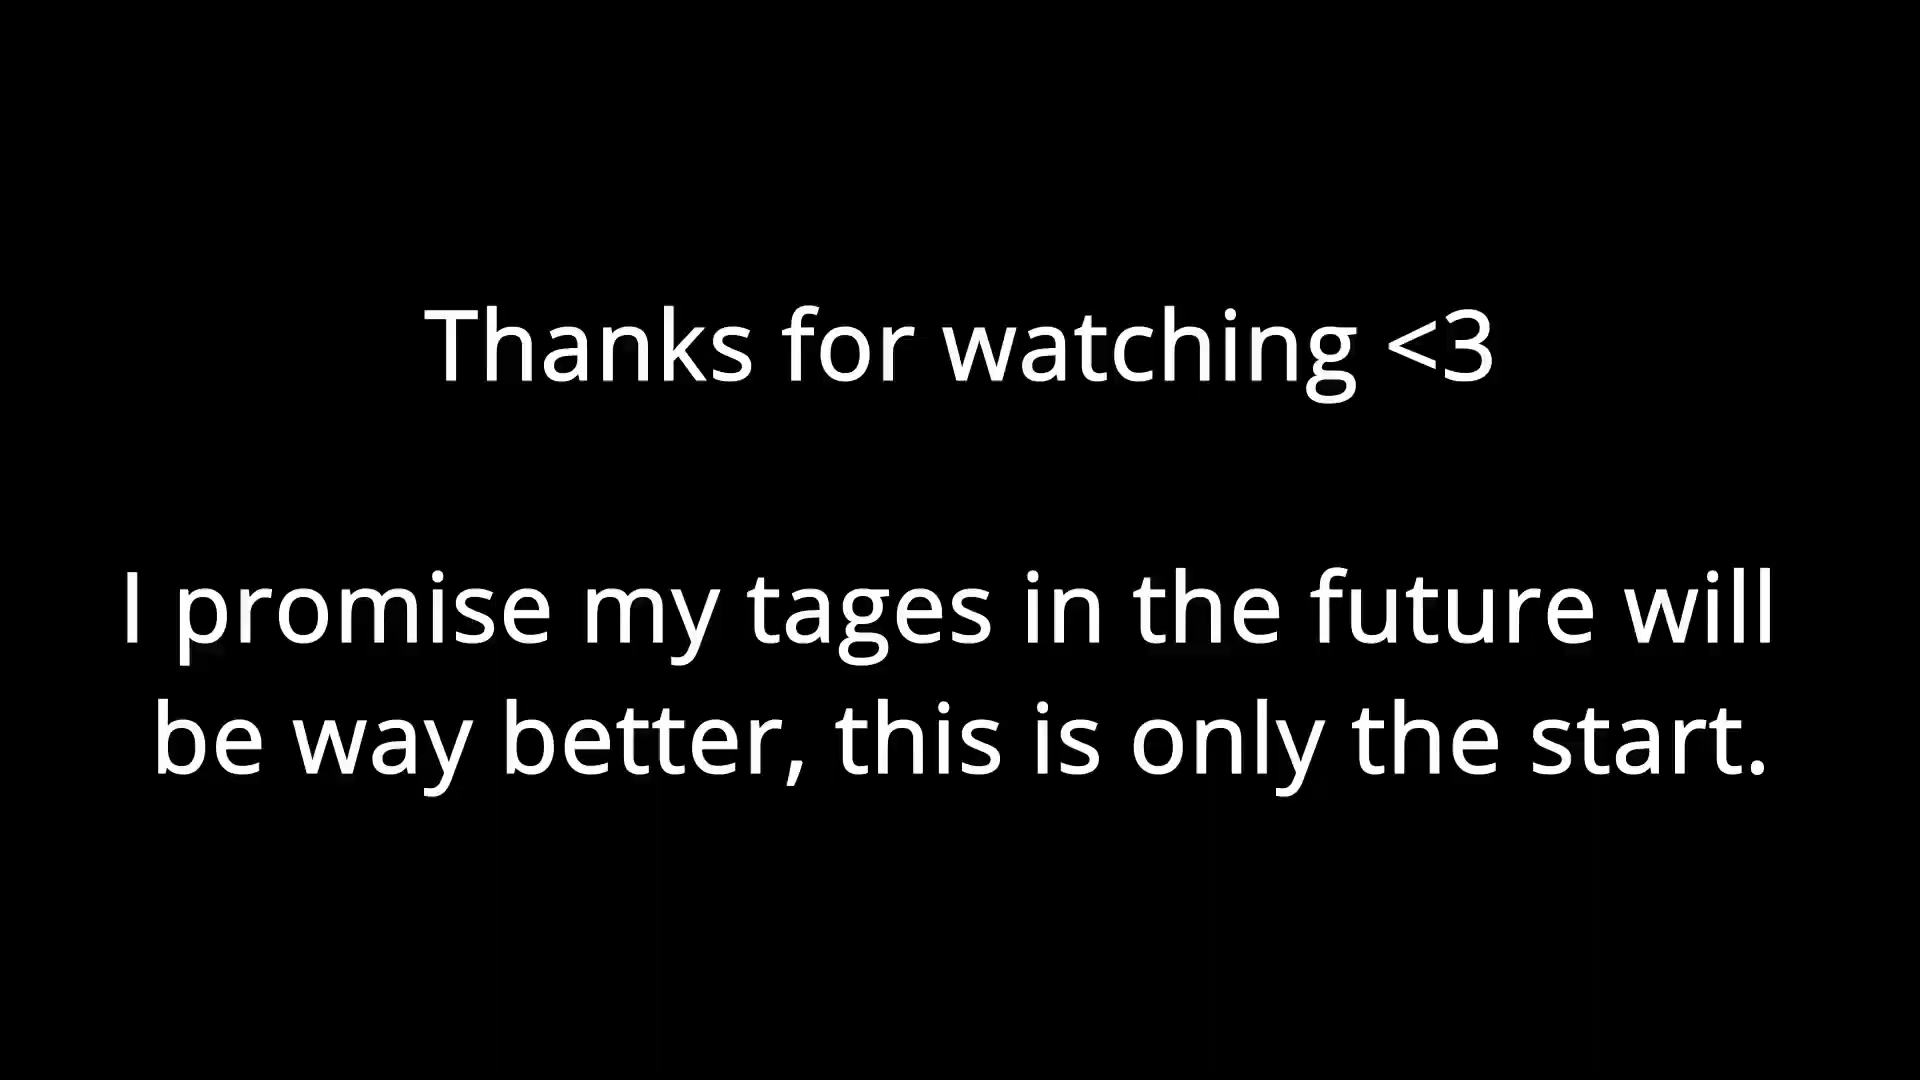 Thanks for watching <3
I promise my tages in the future will
be way better, this is only the start.